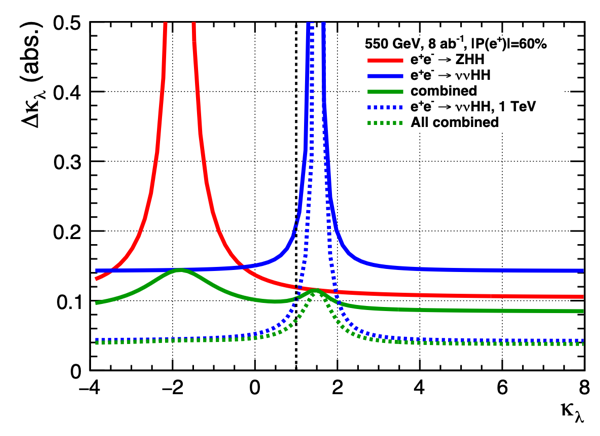 0.5
0.4
0.3
0.2
0.1
0
Δκλ (abs.)
550 GeV, 8 ab⁻¹, |P(e⁺)|=60%
e⁺e⁻ → ZHH
e⁺e⁻ → ννHH
combined
e⁺e⁻ → ννHH, 1 TeV
All combined
−4 −2 0 2 4 6 8
κλ